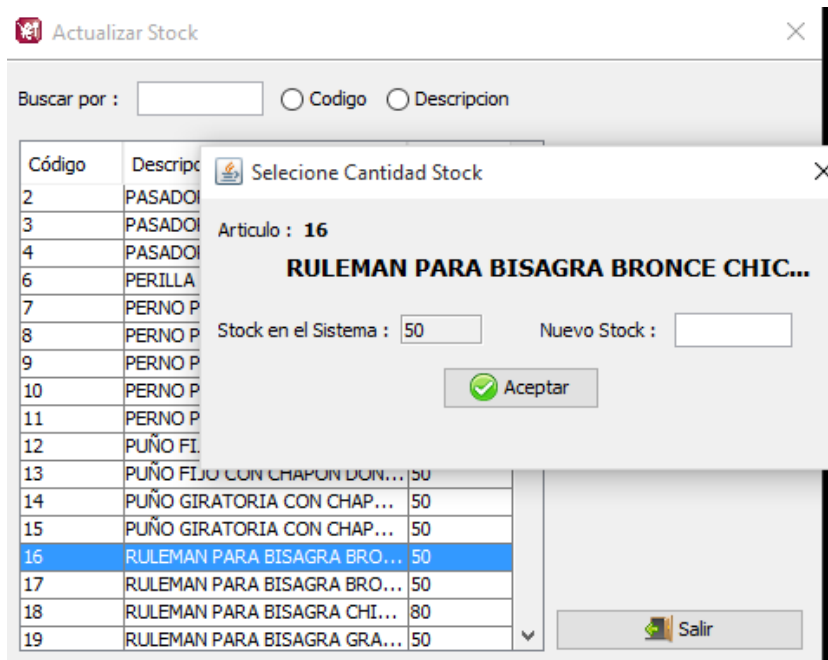 Actualizar Stock
Buscar por : Codigo Descripcion
Código Descripc
Selecione Cantidad Stock
Articulo : 16
RULEMAN PARA BISAGRA BRONCE CHIC...
Stock en el Sistema : 50 Nuevo Stock :
Aceptar
2 PASADO
3 PASADO
4 PASADO
6 PERILLA
7 PERNO P
8 PERNO P
9 PERNO P
10 PERNO P
11 PERNO P
12 PUÑO FI
13 PUÑO FIJO CON CHAPON DON... 50
14 PUÑO GIRATORIA CON CHAP... 50
15 PUÑO GIRATORIA CON CHAP... 50
16 RULEMAN PARA BISAGRA BRO... 50
17 RULEMAN PARA BISAGRA BRO... 50
18 RULEMAN PARA BISAGRA CHI... 80
19 RULEMAN PARA BISAGRA GRA... 50
Salir